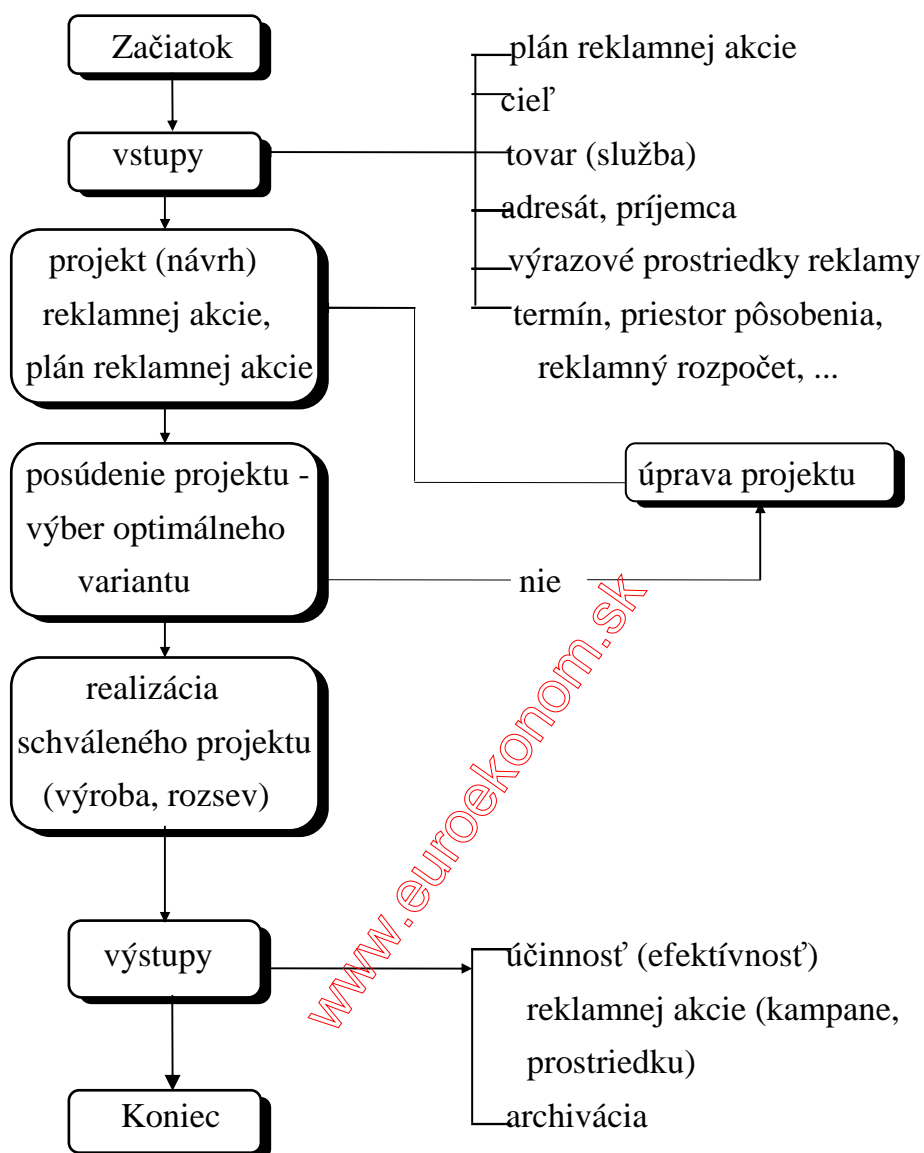 Začiatok
vstupy
plán reklamnej akcie
cieľ
tovar (služba)
adresát, príjemca
výrazové prostriedky reklamy
termín, priestor pôsobenia,
reklamný rozpočet, ...
projekt (návrh)
reklamnej akcie,
plán reklamnej akcie
posúdenie projektu -
výber optimálneho
variantu
nie
úprava projektu
realizácia
schváleného projektu
(výroba, rozsev)
www.euroekonom.sk
výstupy
účinnosť (efektívnosť)
reklamnej akcie (kampane,
prostriedku)
archivácia
Koniec